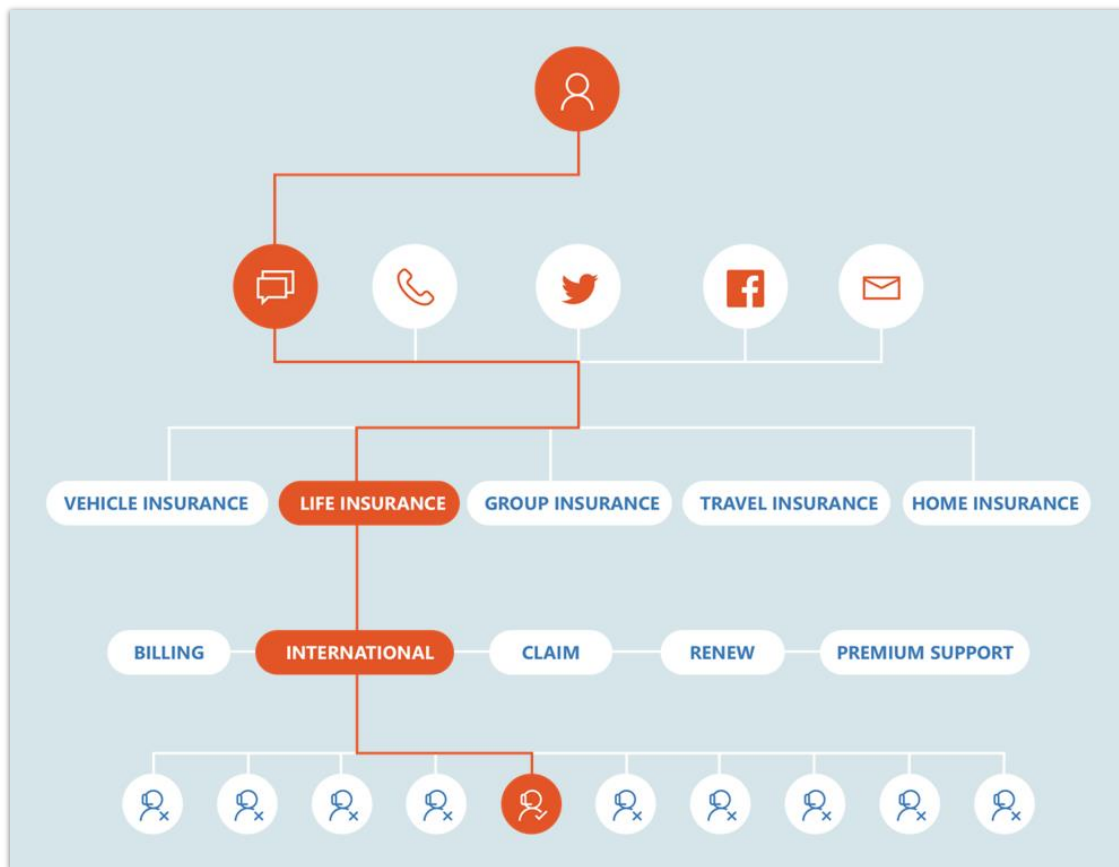 VEHICLE INSURANCE
LIFE INSURANCE
GROUP INSURANCE
TRAVEL INSURANCE
HOME INSURANCE
BILLING
INTERNATIONAL
CLAIM
RENEW
PREMIUM SUPPORT